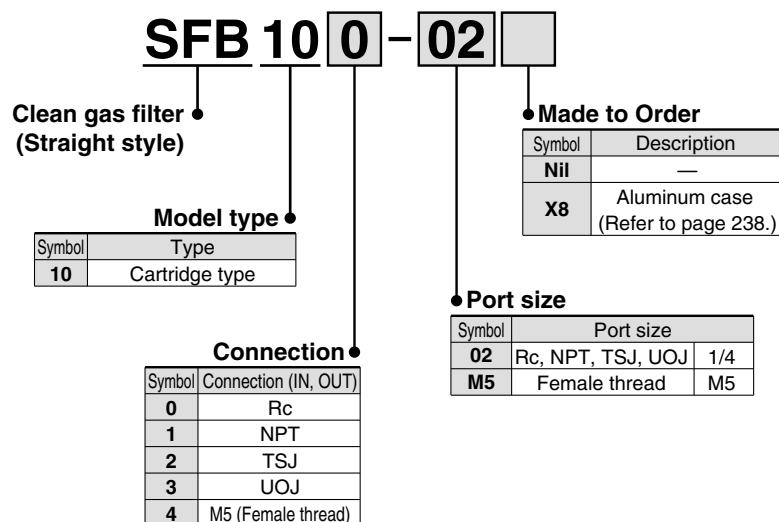 SFB 10 0 – 02
Clean gas filter
(Straight style)
Made to Order
Symbol Description
Nil —
X8 Aluminum case
(Refer to page 238.)
Model type
Symbol Type
10 Cartridge type
Port size
Symbol Port size
02 Rc, NPT, TSJ, UOJ 1/4
M5 Female thread M5
Connection
Symbol Connection (IN, OUT)
0 Rc
1 NPT
2 TSJ
3 UOJ
4 M5 (Female thread)